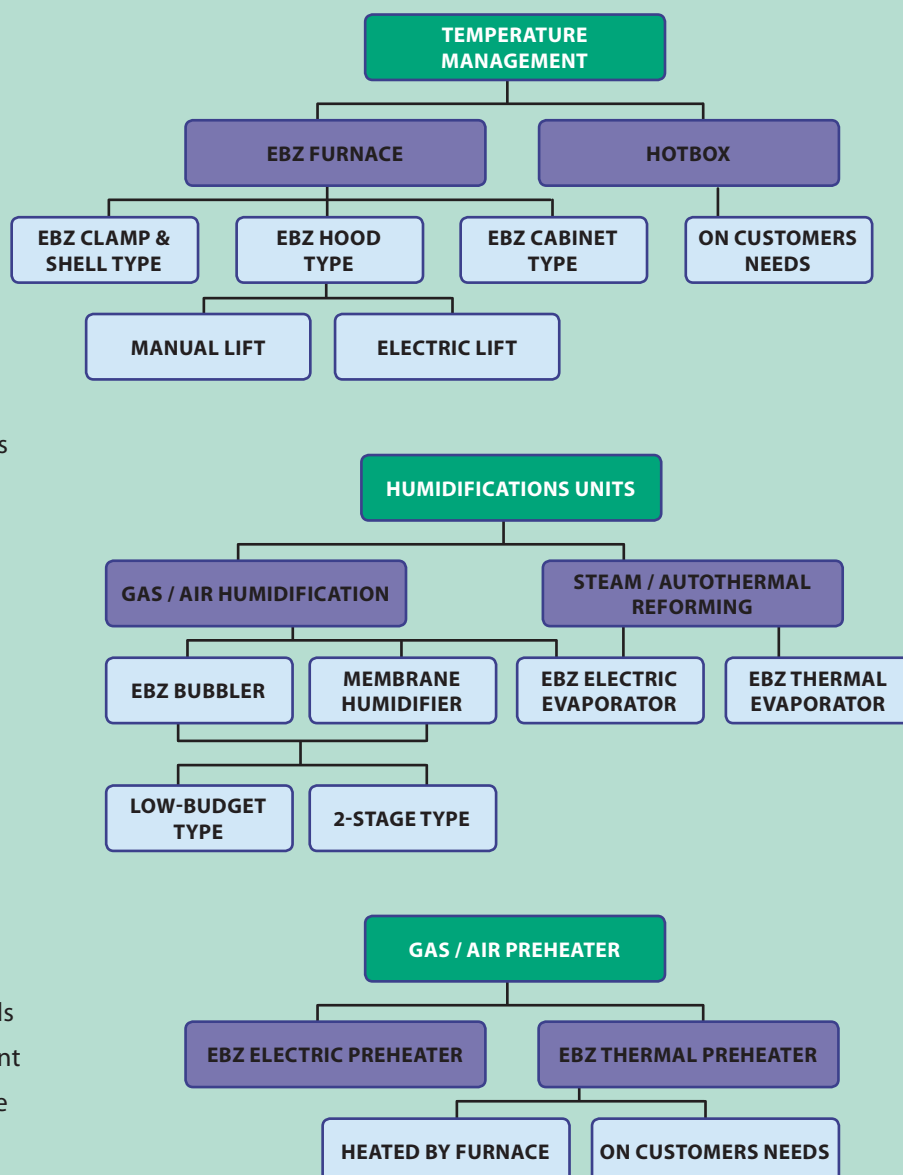 TEMPERATURE
MANAGEMENT
EBZ FURNACE
HOTBOX
EBZ CLAMP &
SHELL TYPE
EBZ HOOD
TYPE
EBZ CABINET
TYPE
ON CUSTOMERS
NEEDS
MANUAL LIFT
ELECTRIC LIFT
s
HUMIDIFICATIONS UNITS
GAS / AIR HUMIDIFICATION
STEAM / AUTOTHERMAL
REFORMING
EBZ BUBBLER
MEMBRANE
HUMIDIFIER
EBZ ELECTRIC
EVAPORATOR
EBZ THERMAL
EVAPORATOR
LOW-BUDGET
TYPE
2-STAGE TYPE
GAS / AIR PREHEATER
ls
EBZ ELECTRIC PREHEATER
EBZ THERMAL PREHEATER
nt
e
HEATED BY FURNACE
ON CUSTOMERS NEEDS